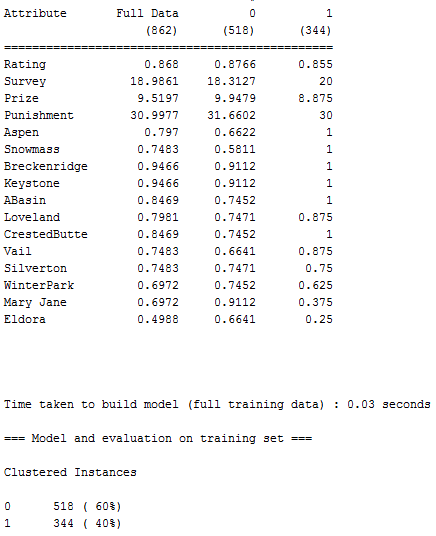 Attribute Full Data 0 1
(862) (518) (344)
==================================================
Rating 0.868 0.8766 0.855
Survey 18.9861 18.3127 20
Prize 9.5197 9.9479 8.875
Punishment 30.9977 31.6602 30
Aspen 0.797 0.6622 1
Snowmass 0.7483 0.5811 1
Breckenridge 0.9466 0.9112 1
Keystone 0.9466 0.9112 1
ABasin 0.8469 0.7452 1
Loveland 0.7981 0.7471 0.875
CrestedButte 0.8469 0.7452 1
Vail 0.7483 0.6641 0.875
Silverton 0.7483 0.7471 0.75
WinterPark 0.6972 0.7452 0.625
Mary Jane 0.6972 0.9112 0.375
Eldora 0.4988 0.6641 0.25
Time taken to build model (full training data) : 0.03 seconds
=== Model and evaluation on training set ===
Clustered Instances
0 518 ( 60%)
1 344 ( 40%)